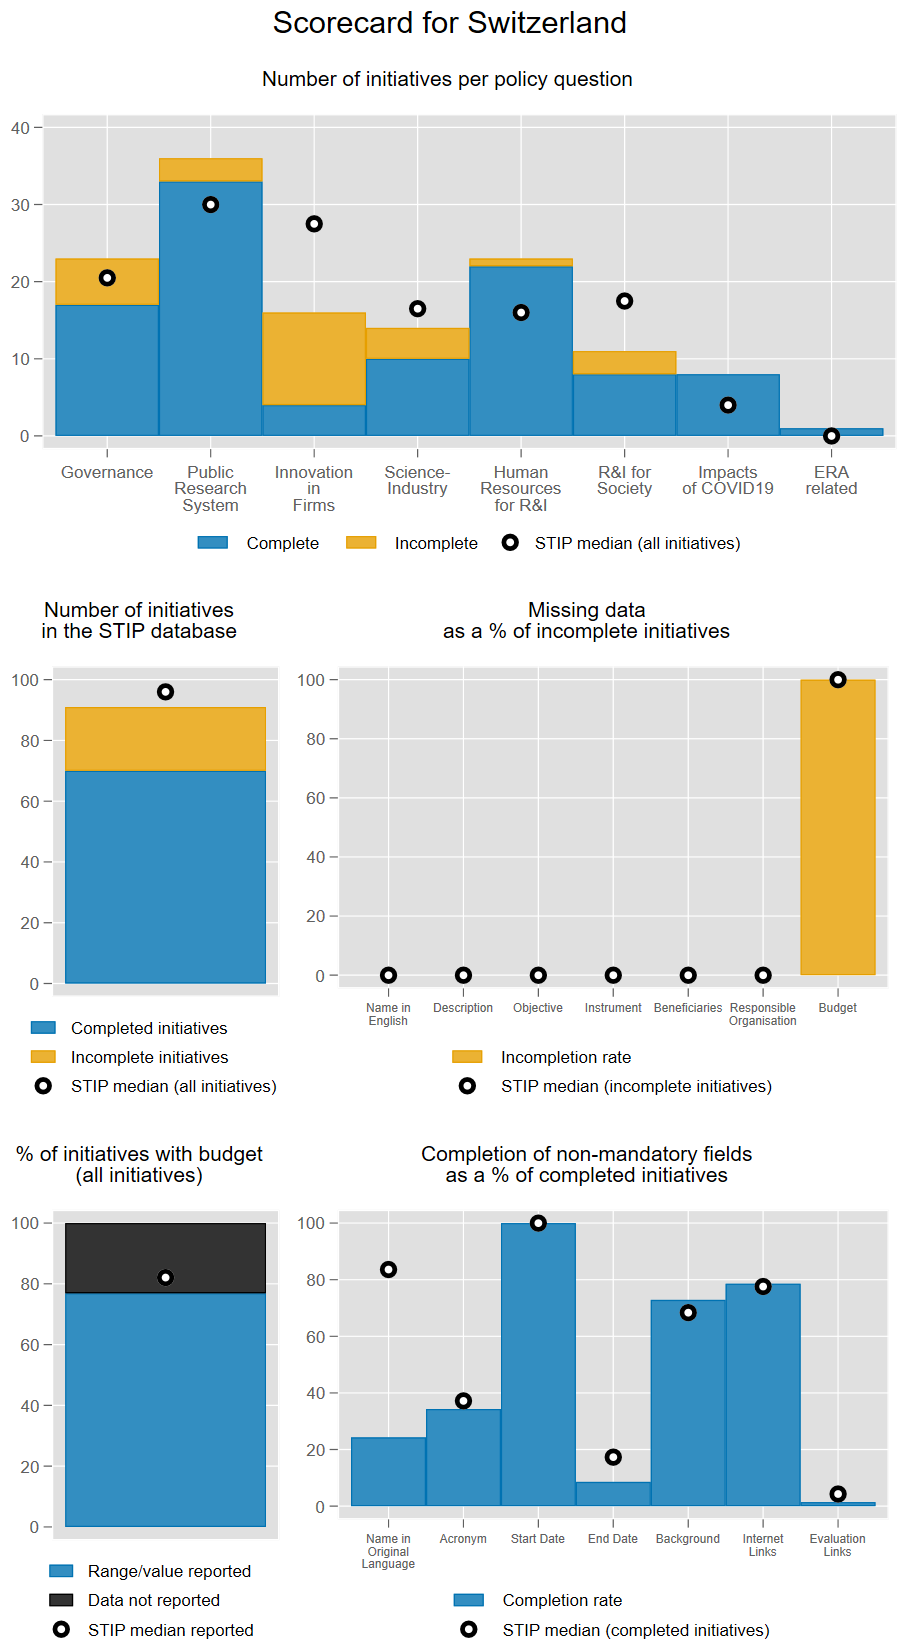 Scorecard for Switzerland
Number of initiatives per policy question
40
30
20
10
0
Governance
Public
Research
System
Innovation
in
Firms
Science-
Industry
Human
Resources
for R&I
R&I for
Society
Impacts
of COVID19
ERA
related
Complete
Incomplete
STIP median (all initiatives)
Number of initiatives
in the STIP database
100
80
60
40
20
0
Completed initiatives
Incomplete initiatives
STIP median (all initiatives)
Missing data
as a % of incomplete initiatives
100
80
60
40
20
0
Name in
English
Description
Objective
Instrument
Beneficiaries
Responsible
Organisation
Budget
Incompletion rate
STIP median (incomplete initiatives)
% of initiatives with budget
(all initiatives)
100
80
60
40
20
0
Range/value reported
Data not reported
STIP median reported
Completion of non-mandatory fields
as a % of completed initiatives
100
80
60
40
20
0
Name in
Original
Language
Acronym
Start Date
End Date
Background
Internet
Links
Evaluation
Links
Completion rate
STIP median (completed initiatives)